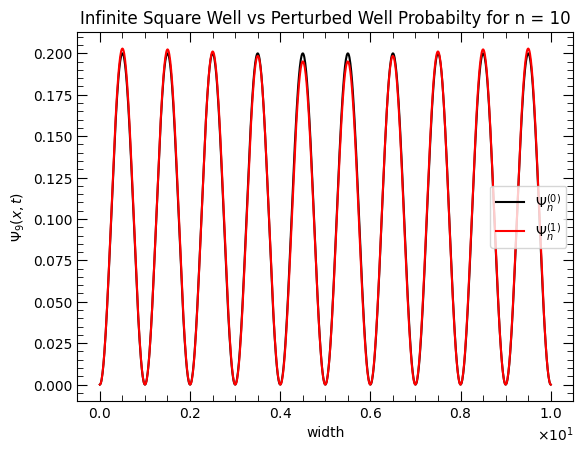 Infinite Square Well vs Perturbed Well Probabilty for n = 10
0.200
0.175
0.150
0.125
0.100
0.075
0.050
0.025
0.000
Ψ₉(x, t)
Ψₙ⁽⁰⁾
Ψₙ⁽¹⁾
0.0 0.2 0.4 0.6 0.8 1.0
width
×10¹